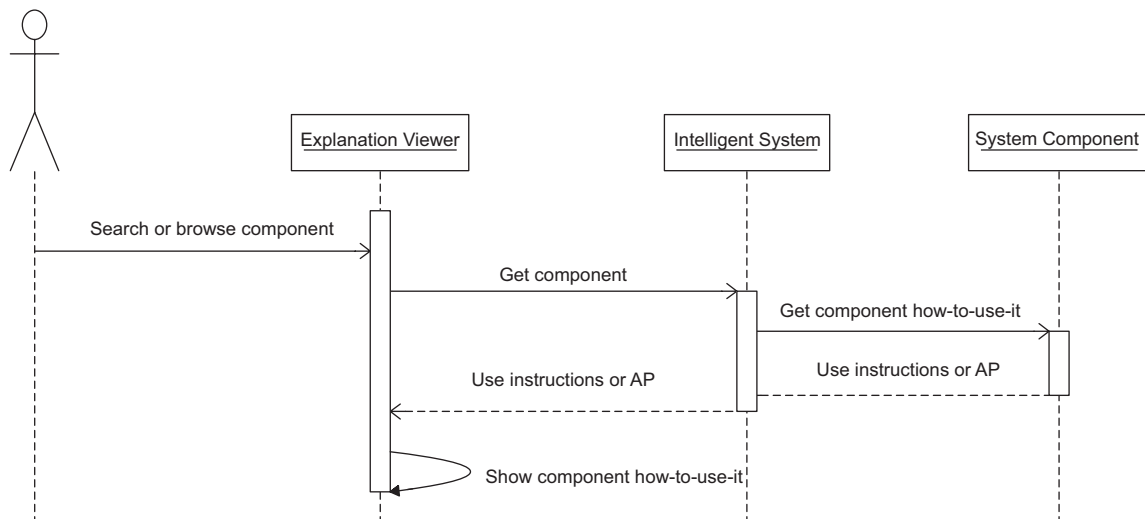 Explanation Viewer
Intelligent System
System Component
Search or browse component
Get component
Get component how-to-use-it
Use instructions or AP
Use instructions or AP
Show component how-to-use-it